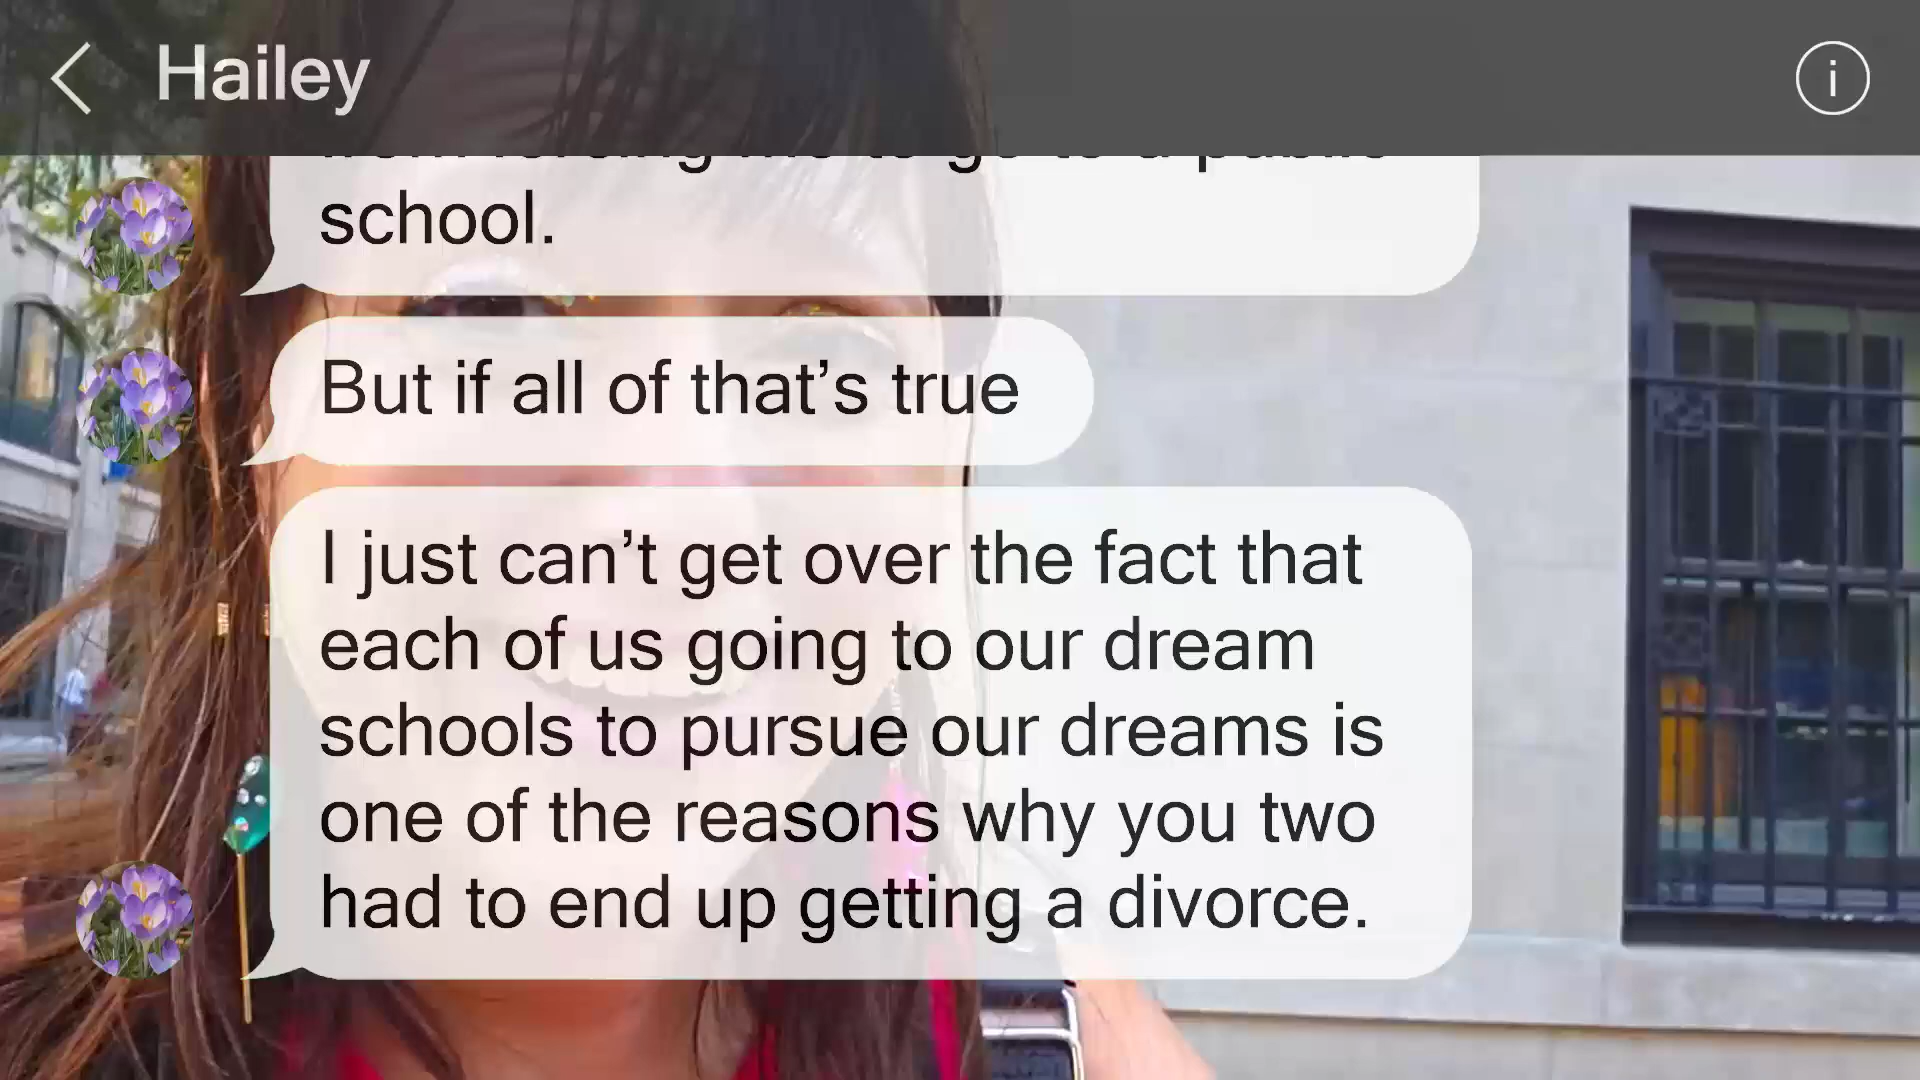 Hailey
school.
But if all of that’s true
I just can’t get over the fact that
each of us going to our dream
schools to pursue our dreams is
one of the reasons why you two
had to end up getting a divorce.